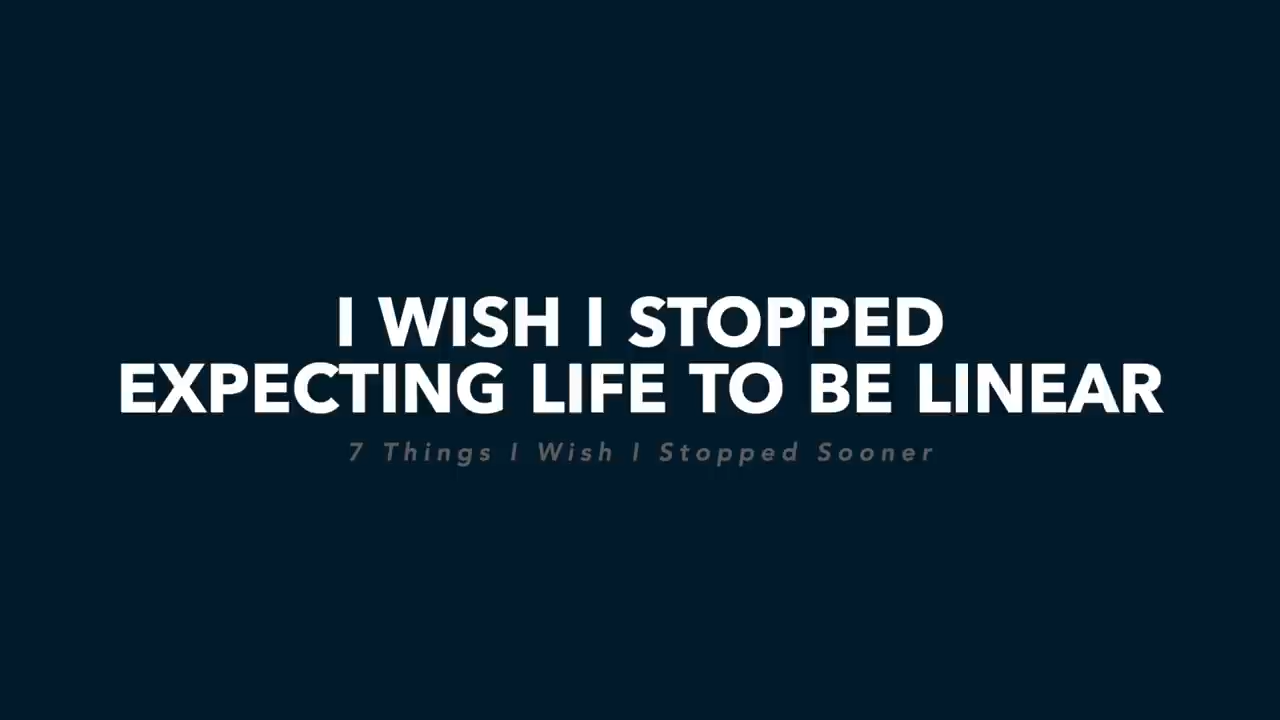 I WISH I STOPPED
EXPECTING LIFE TO BE LINEAR
7 Things I Wish I Stopped Sooner